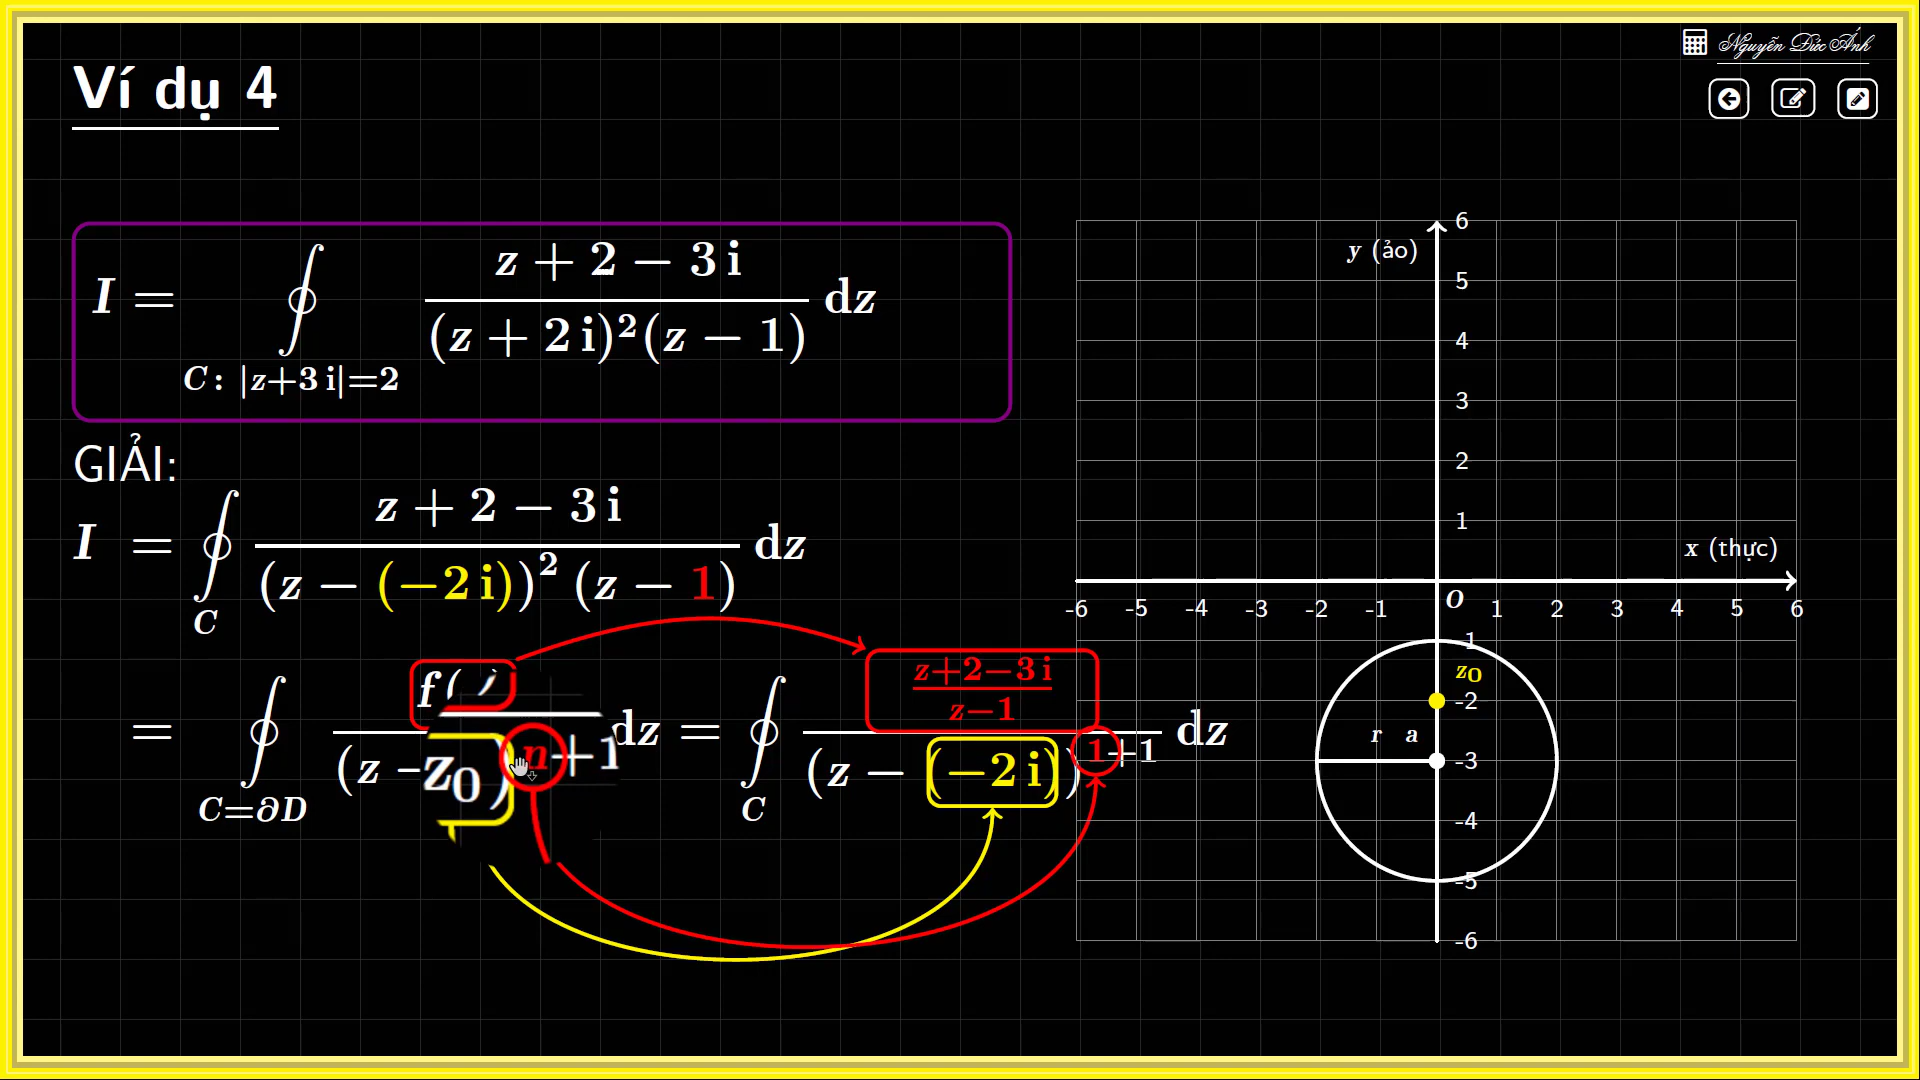 Nguyễn Đức Ánh
Ví dụ 4
I = ∮ C: |z+3i|=2 (z + 2 − 3i) / ((z + 2i)²(z − 1)) dz
GIẢI:
I = ∮ C (z + 2 − 3i) / ((z − (−2i))² (z − 1)) dz
= ∮ C=∂D f( ) / (z − z₀)ⁿ⁺¹ dz = ∮ C ((z+2−3i)/(z−1)) / (z − (−2i))¹⁺¹ dz
y (ảo)
6
5
4
3
2
1
x (thực)
-6 -5 -4 -3 -2 -1 O 1 2 3 4 5 6
-1
z₀
-2
r a
-3
-4
-5
-6